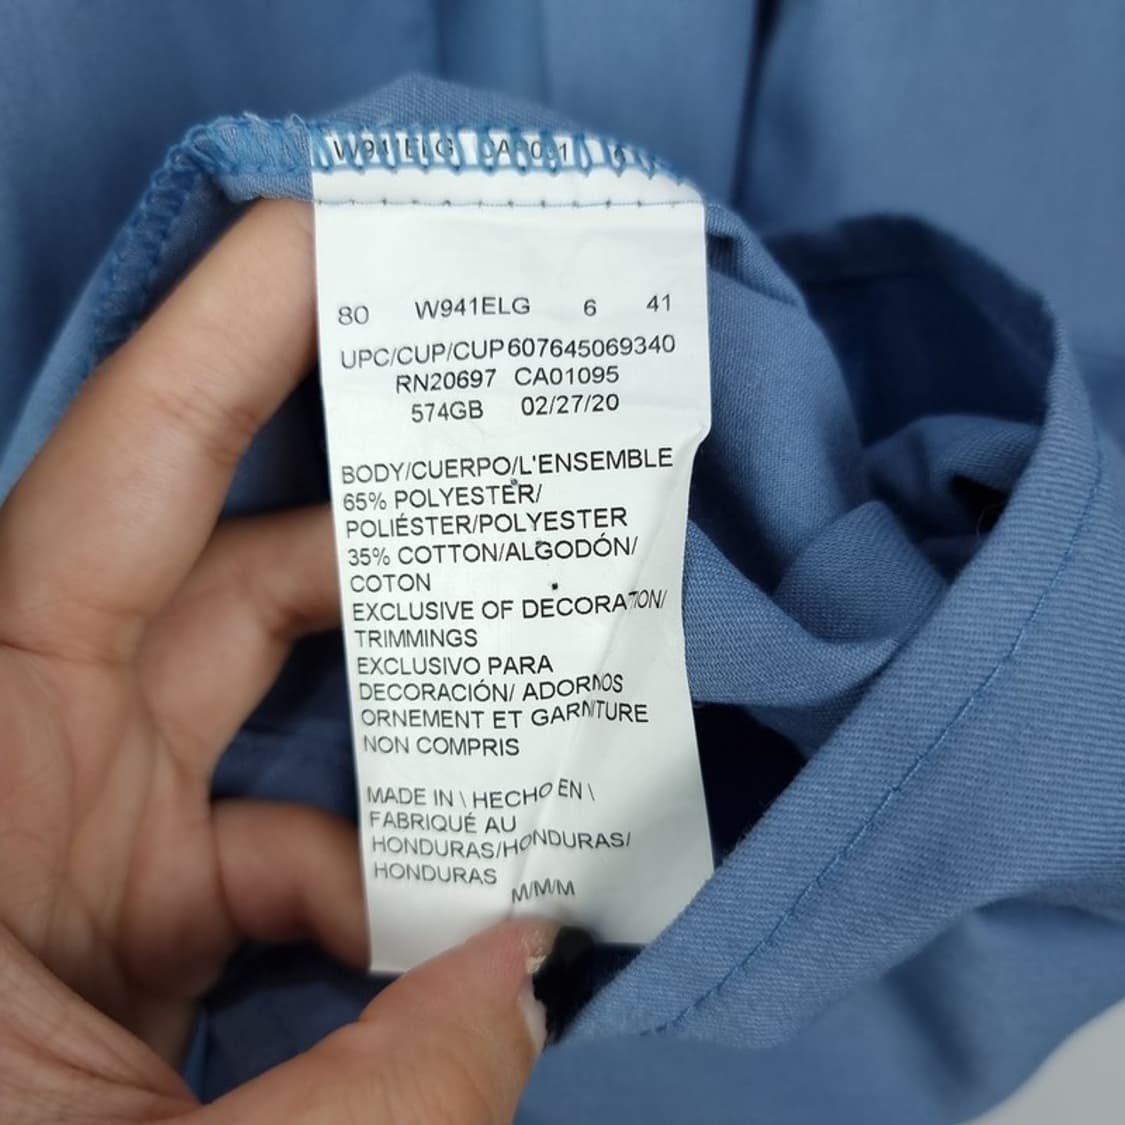 W941ELG
80 W941ELG 6 41
UPC/CUP/CUP 607645069340
RN20697 CA01095
574GB 02/27/20
BODY/CUERPO/L'ENSEMBLE
65% POLYESTER/
POLIÉSTER/POLYESTER
35% COTTON/ALGODÓN/
COTON
EXCLUSIVE OF DECORATION/
TRIMMINGS
EXCLUSIVO PARA
DECORACIÓN/ ADORNOS
ORNEMENT ET GARNITURE
NON COMPRIS
MADE IN \ HECHO EN \
FABRIQUÉ AU
HONDURAS/HONDURAS/
HONDURAS
M/M/M